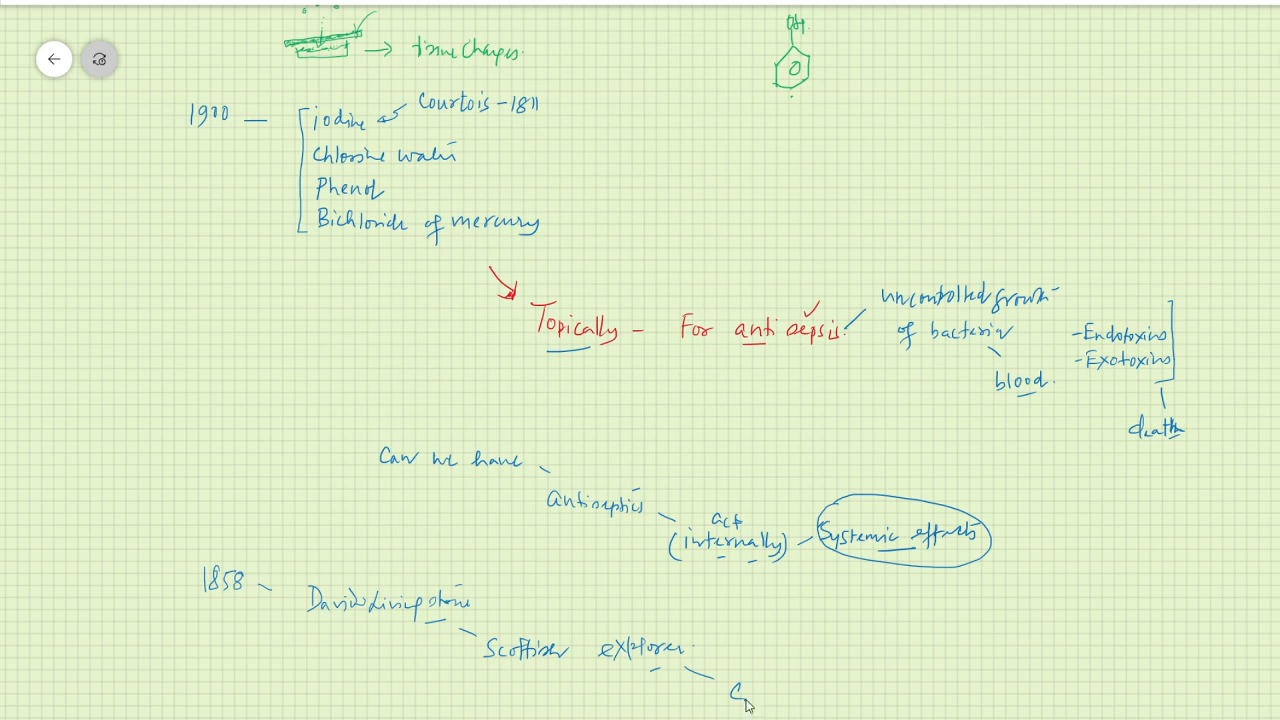 OH
→ tissue changes.
1900 — iodine Courtois - 1811
Chlorine water
Phenol
Bichloride of mercury
Topically - For antisepsis.
uncontrolled growth
of bacteria
blood.
- Endotoxins
- Exotoxins
death
Can we have
antiseptics
act
(internally)
Systemic effects
1858
David Livingstone
Scottish explorer.
C